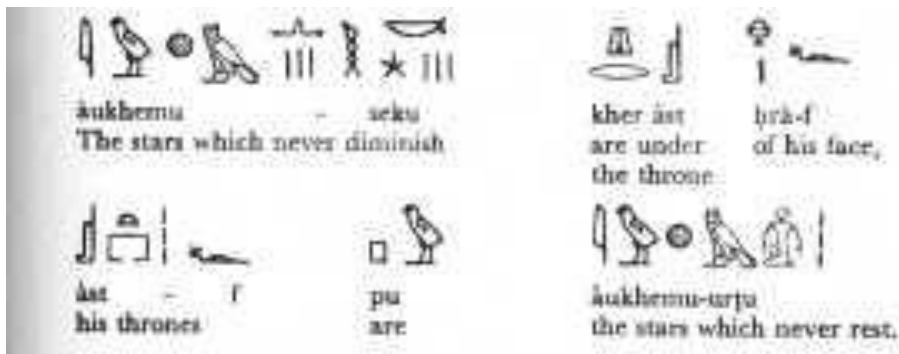 àukhemu - seku kher àst ḥrà-f
The stars which never diminish are under of his face,
the throne
àst - f pu àukhemu-urṭu
his thrones are the stars which never rest.